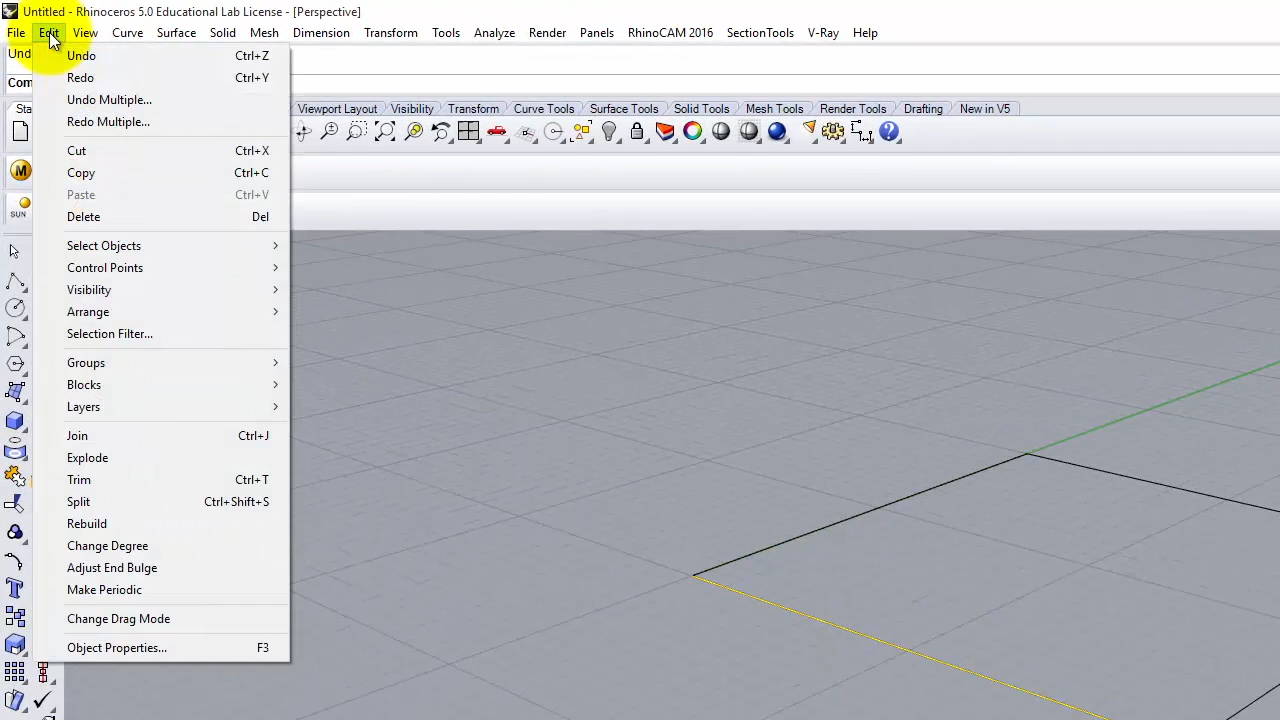 Untitled - Rhinoceros 5.0 Educational Lab License - [Perspective]
File Edit View Curve Surface Solid Mesh Dimension Transform Tools Analyze Render Panels RhinoCAM 2016 SectionTools V-Ray Help
Und
Com
Sta
Viewport Layout Visibility Transform Curve Tools Surface Tools Solid Tools Mesh Tools Render Tools Drafting New in V5
M
SUN
Undo Ctrl+Z
Redo Ctrl+Y
Undo Multiple...
Redo Multiple...
Cut Ctrl+X
Copy Ctrl+C
Paste Ctrl+V
Delete Del
Select Objects
Control Points
Visibility
Arrange
Selection Filter...
Groups
Blocks
Layers
Join Ctrl+J
Explode
Trim Ctrl+T
Split Ctrl+Shift+S
Rebuild
Change Degree
Adjust End Bulge
Make Periodic
Change Drag Mode
Object Properties... F3